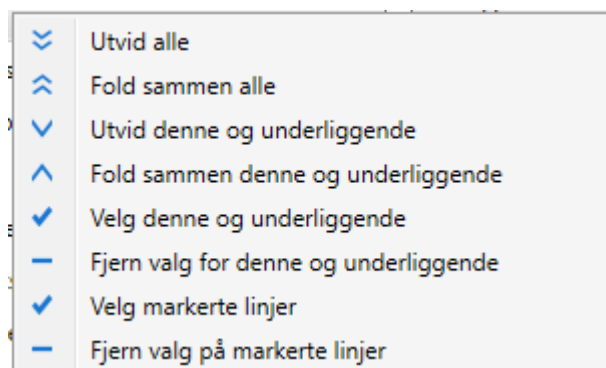 Utvid alle
Fold sammen alle
Utvid denne og underliggende
Fold sammen denne og underliggende
Velg denne og underliggende
Fjern valg for denne og underliggende
Velg markerte linjer
Fjern valg på markerte linjer